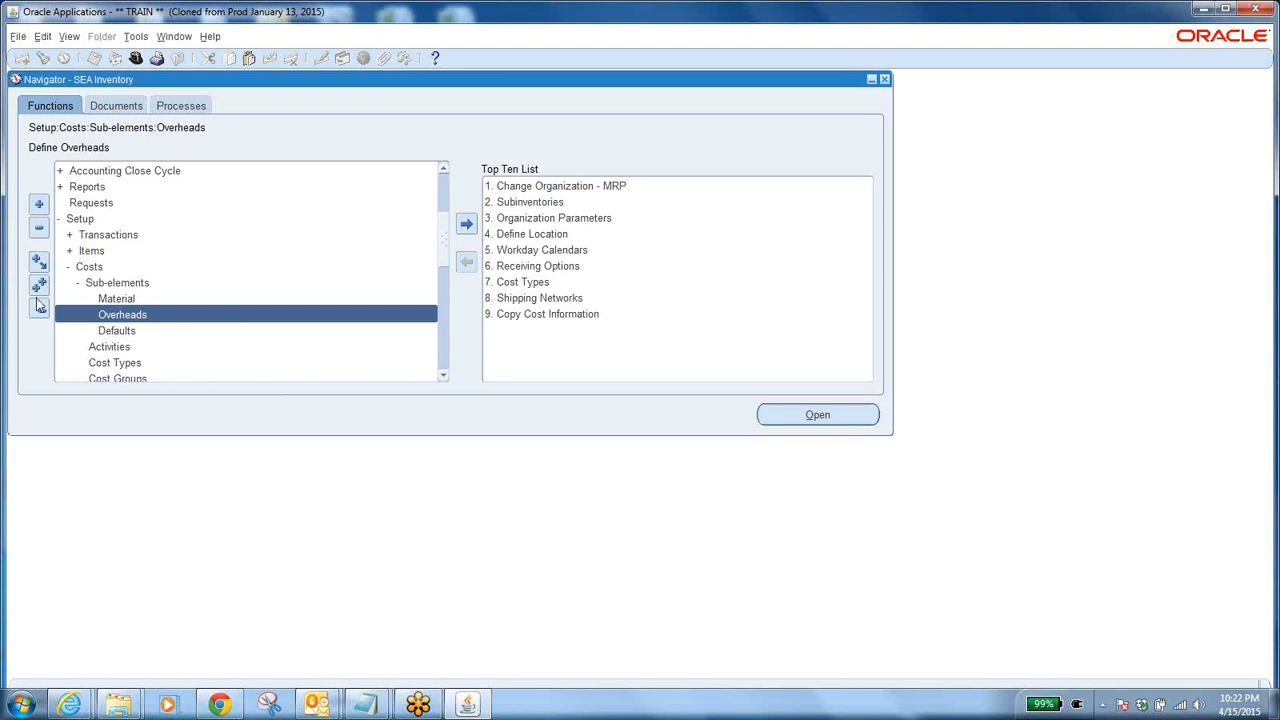 Oracle Applications - ** TRAIN ** (Cloned from Prod January 13, 2015)
File Edit View Folder Tools Window Help
ORACLE
Navigator - SEA Inventory
Functions Documents Processes
Setup:Costs:Sub-elements:Overheads
Define Overheads
+ Accounting Close Cycle
+ Reports
Requests
- Setup
+ Transactions
+ Items
- Costs
- Sub-elements
Material
Overheads
Defaults
Activities
Cost Types
Cost Groups
Top Ten List
1. Change Organization - MRP
2. Subinventories
3. Organization Parameters
4. Define Location
5. Workday Calendars
6. Receiving Options
7. Cost Types
8. Shipping Networks
9. Copy Cost Information
Open
99%
10:22 PM
4/15/2015